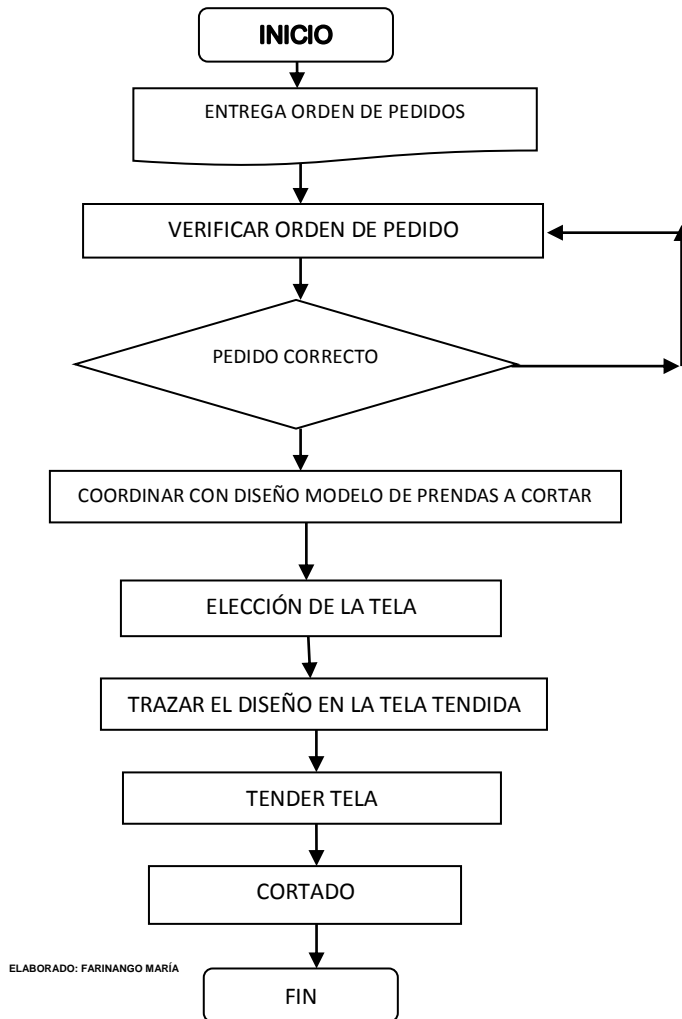 INICIO
ENTREGA ORDEN DE PEDIDOS
VERIFICAR ORDEN DE PEDIDO
PEDIDO CORRECTO
COORDINAR CON DISEÑO MODELO DE PRENDAS A CORTAR
ELECCIÓN DE LA TELA
TRAZAR EL DISEÑO EN LA TELA TENDIDA
TENDER TELA
CORTADO
ELABORADO: FARINANGO MARÍA
FIN